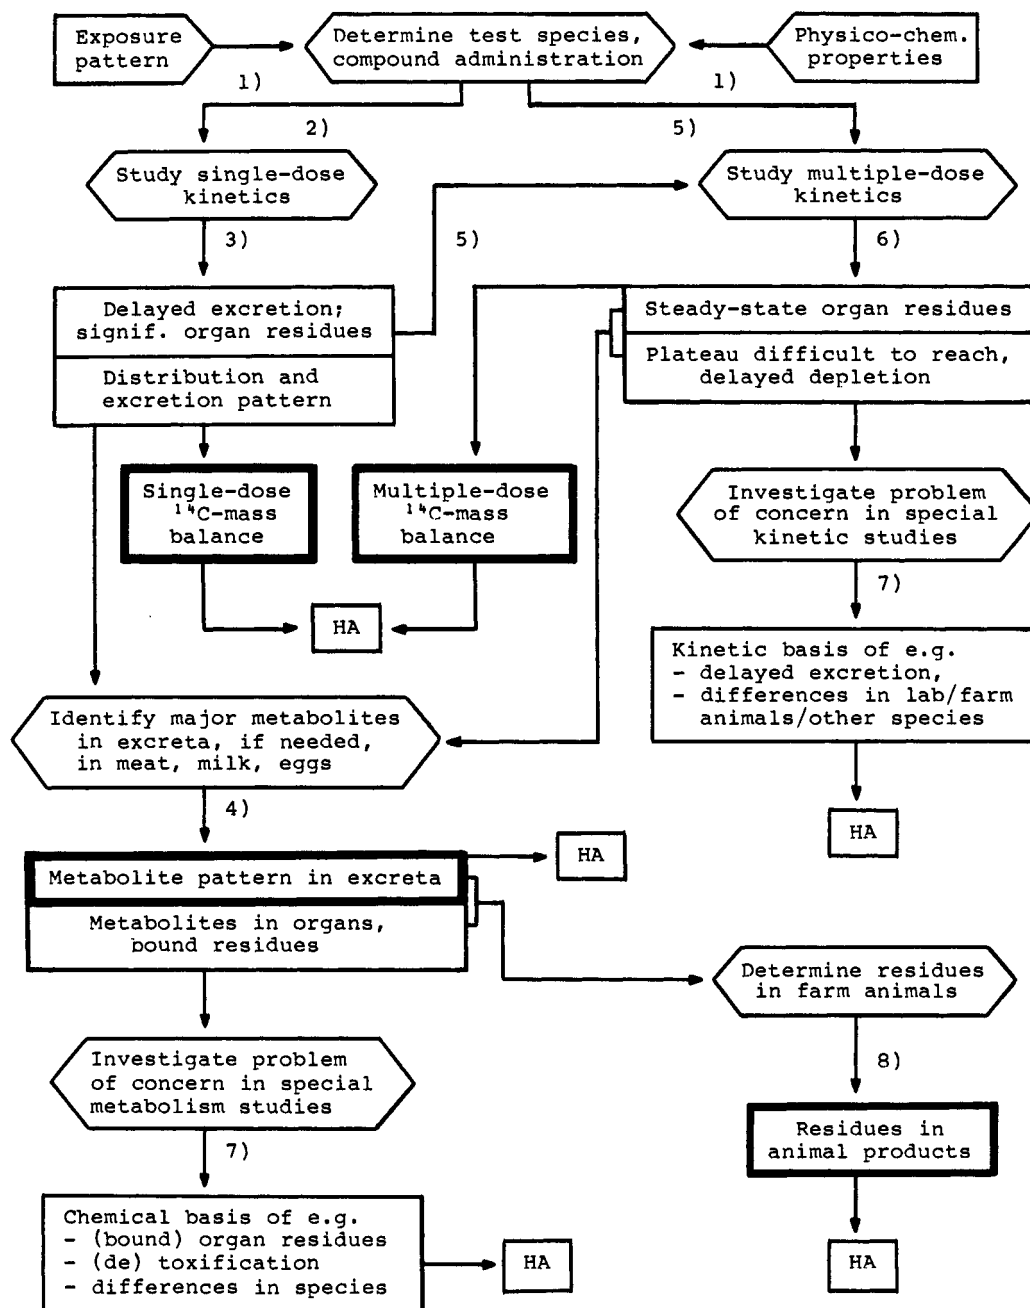 Exposure
pattern
Determine test species,
compound administration
Physico-chem.
properties
1)
1)
2)
5)
Study single-dose
kinetics
Study multiple-dose
kinetics
3)
5)
6)
Delayed excretion;
signif. organ residues
Distribution and
excretion pattern
Steady-state organ residues
Plateau difficult to reach,
delayed depletion
Single-dose
¹⁴C-mass
balance
Multiple-dose
¹⁴C-mass
balance
Investigate problem
of concern in special
kinetic studies
7)
HA
Kinetic basis of e.g.
- delayed excretion,
- differences in lab/farm
animals/other species
Identify major metabolites
in excreta, if needed,
in meat, milk, eggs
4)
HA
HA
Metabolite pattern in excreta
Metabolites in organs,
bound residues
Determine residues
in farm animals
Investigate problem
of concern in special
metabolism studies
8)
7)
Residues in
animal products
Chemical basis of e.g.
- (bound) organ residues
- (de) toxification
- differences in species
HA
HA